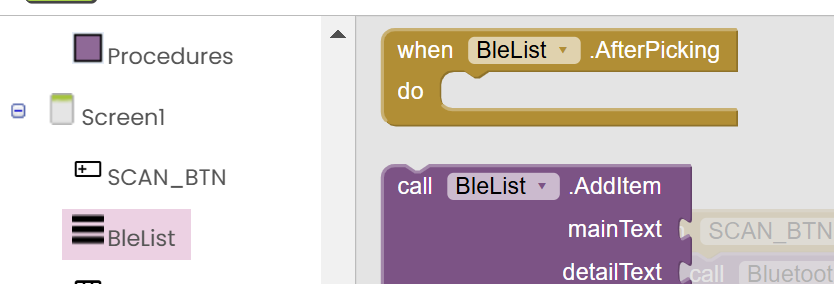 Procedures
Screen1
SCAN_BTN
BleList
when BleList .AfterPicking
do
call BleList .AddItem
mainText
SCAN_BTN
detailText
call Bluetoot